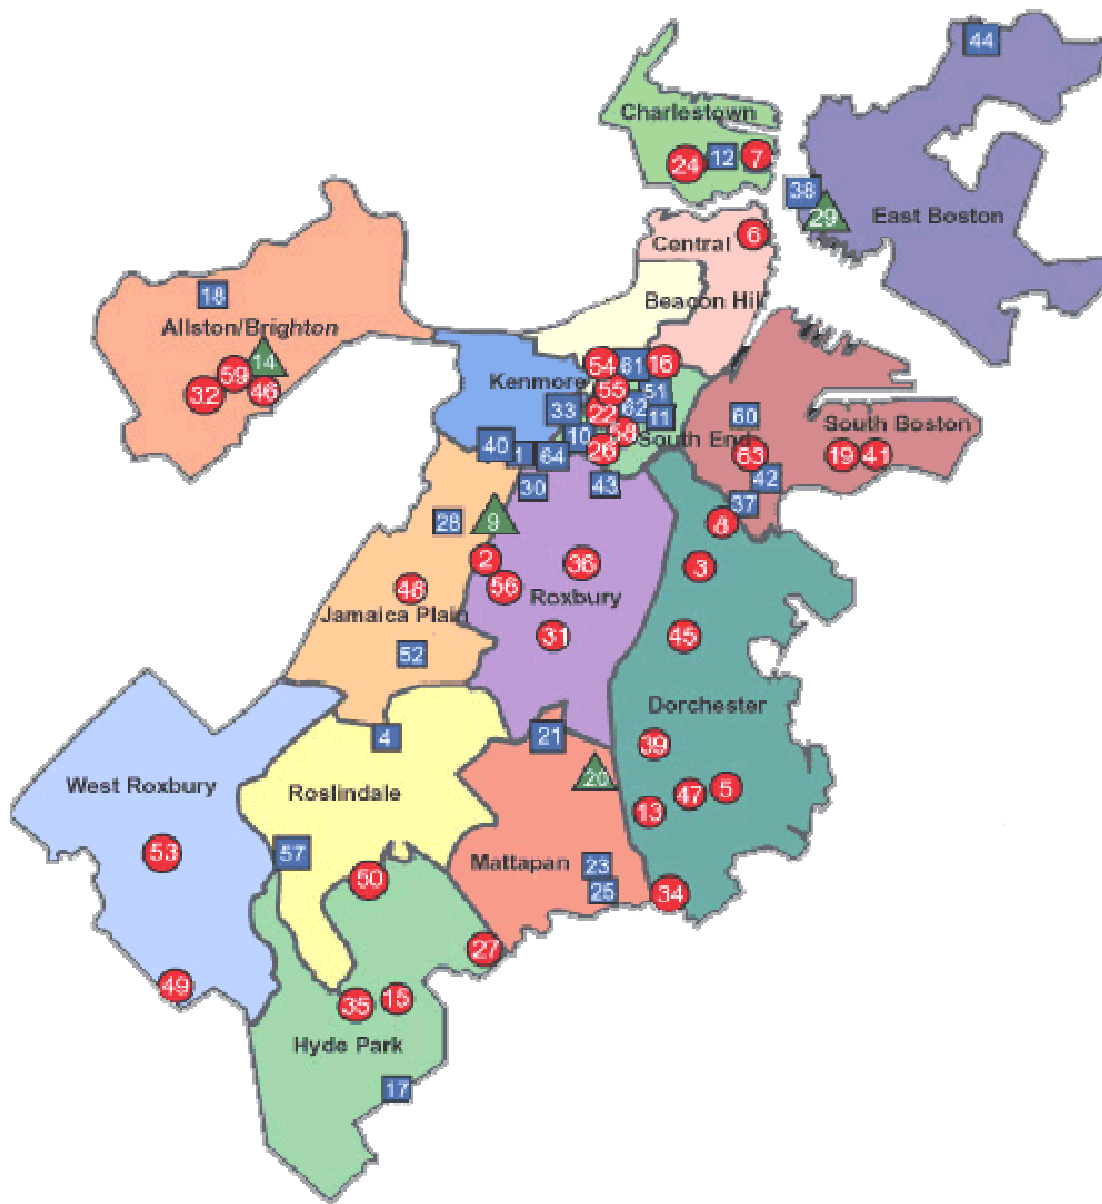 44
Charlestown
24 12 7
38
29 East Boston
6
Central
18
Beacon Hill
Allston/Brighton
14
59
32 46
54 61 16
Kenmore 55 51
33 22 62 11
60
South Boston
10 58 South End
40 1 64 26
63 19 41
30 43 42
37
28 9 8
2 36 3
48 56 Roxbury
Jamaica Plain
31 45
52
Dorchester
4 21 39
20
West Roxbury Roslindale
47 5
13
53 57
Mattapan 23
50 25 34
27
49
35 15
Hyde Park
17